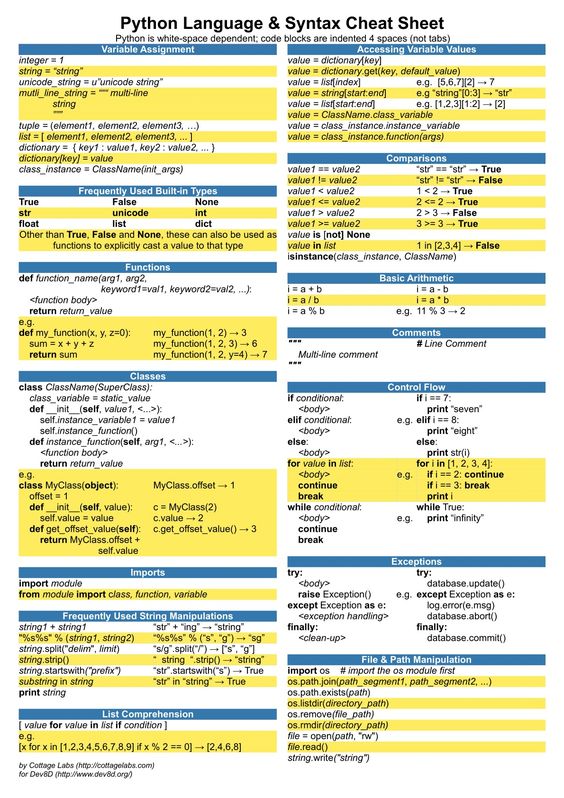 Python Language & Syntax Cheat Sheet
Python is white-space dependent; code blocks are indented 4 spaces (not tabs)
Variable Assignment
integer = 1
string = "string"
unicode_string = u"unicode string"
mutli_line_string = """ multi-line
string
"""
tuple = (element1, element2, element3, …)
list = [ element1, element2, element3, ... ]
dictionary = { key1 : value1, key2 : value2, ... }
dictionary[key] = value
class_instance = ClassName(init_args)
Frequently Used Built-in Types
True False None
str unicode int
float list dict
Other than True, False and None, these can also be used as
functions to explicitly cast a value to that type
Functions
def function_name(arg1, arg2,
keyword1=val1, keyword2=val2, ...):
<function body>
return return_value
e.g.
def my_function(x, y, z=0): my_function(1, 2) → 3
sum = x + y + z my_function(1, 2, 3) → 6
return sum my_function(1, 2, y=4) → 7
Classes
class ClassName(SuperClass):
class_variable = static_value
def __init__(self, value1, <...>):
self.instance_variable1 = value1
self.instance_function()
def instance_function(self, arg1, <...>):
<function body>
return return_value
e.g.
class MyClass(object): MyClass.offset → 1
offset = 1
def __init__(self, value): c = MyClass(2)
self.value = value c.value → 2
def get_offset_value(self): c.get_offset_value() → 3
return MyClass.offset +
self.value
Imports
import module
from module import class, function, variable
Frequently Used String Manipulations
string1 + string1 "str" + "ing" → "string"
"%s%s" % (string1, string2) "%s%s" % ("s", "g") → "sg"
string.split("delim", limit) "s/g".split("/") → ["s", "g"]
string.strip() " string ".strip() → "string"
string.startswith("prefix") "str".startswith("s") → True
substring in string "str" in "string" → True
print string
List Comprehension
[ value for value in list if condition ]
e.g.
[x for x in [1,2,3,4,5,6,7,8,9] if x % 2 == 0] → [2,4,6,8]
by Cottage Labs (http://cottagelabs.com)
for Dev8D (http://www.dev8d.org/)
Accessing Variable Values
value = dictionary[key]
value = dictionary.get(key, default_value)
value = list[index] e.g. [5,6,7][2] → 7
value = string[start:end] e.g "string"[0:3] → "str"
value = list[start:end] e.g. [1,2,3][1:2] → [2]
value = ClassName.class_variable
value = class_instance.instance_variable
value = class_instance.function(args)
Comparisons
value1 == value2 "str" == "str" → True
value1 != value2 "str" != "str" → False
value1 < value2 1 < 2 → True
value1 <= value2 2 <= 2 → True
value1 > value2 2 > 3 → False
value1 >= value2 3 >= 3 → True
value is [not] None
value in list 1 in [2,3,4] → False
isinstance(class_instance, ClassName)
Basic Arithmetic
i = a + b i = a - b
i = a / b i = a * b
i = a % b e.g. 11 % 3 → 2
Comments
""" # Line Comment
Multi-line comment
"""
Control Flow
if conditional: if i == 7:
<body> print "seven"
elif conditional: e.g. elif i == 8:
<body> print "eight"
else: else:
<body> print str(i)
for value in list: for i in [1, 2, 3, 4]:
<body> e.g. if i == 2: continue
continue if i == 3: break
break print i
while conditional: while True:
<body> e.g. print "infinity"
continue
break
Exceptions
try: try:
<body> database.update()
raise Exception() e.g. except Exception as e:
except Exception as e: log.error(e.msg)
<exception handling> database.abort()
finally: finally:
<clean-up> database.commit()
File & Path Manipulation
import os # import the os module first
os.path.join(path_segment1, path_segment2, ...)
os.path.exists(path)
os.listdir(directory_path)
os.remove(file_path)
os.rmdir(directory_path)
file = open(path, "rw")
file.read()
string.write("string")